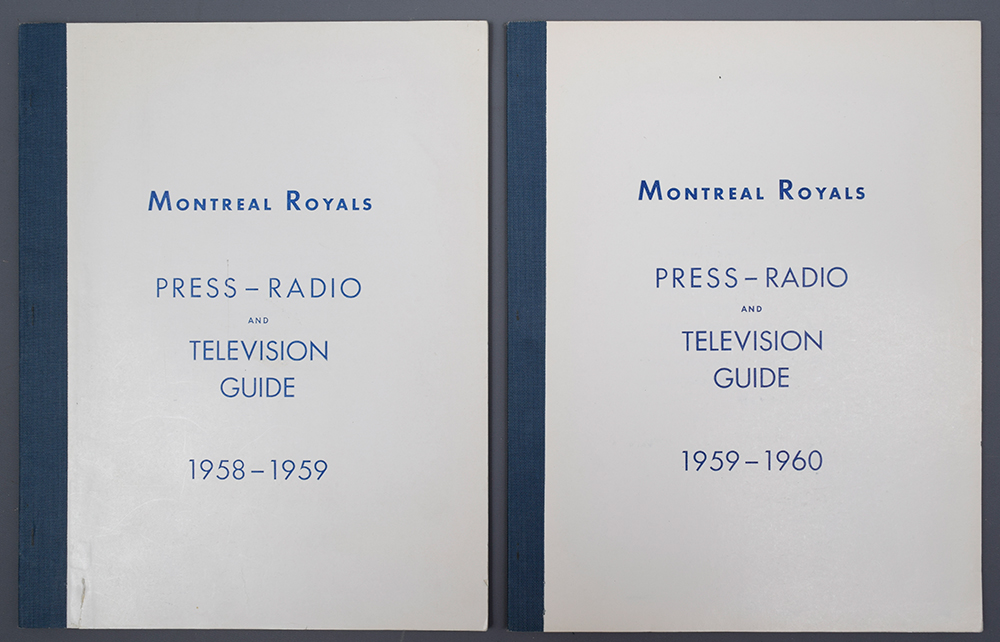 Montreal Royals
PRESS – RADIO
AND
TELEVISION
GUIDE
1958 – 1959
Montreal Royals
PRESS – RADIO
AND
TELEVISION
GUIDE
1959 – 1960